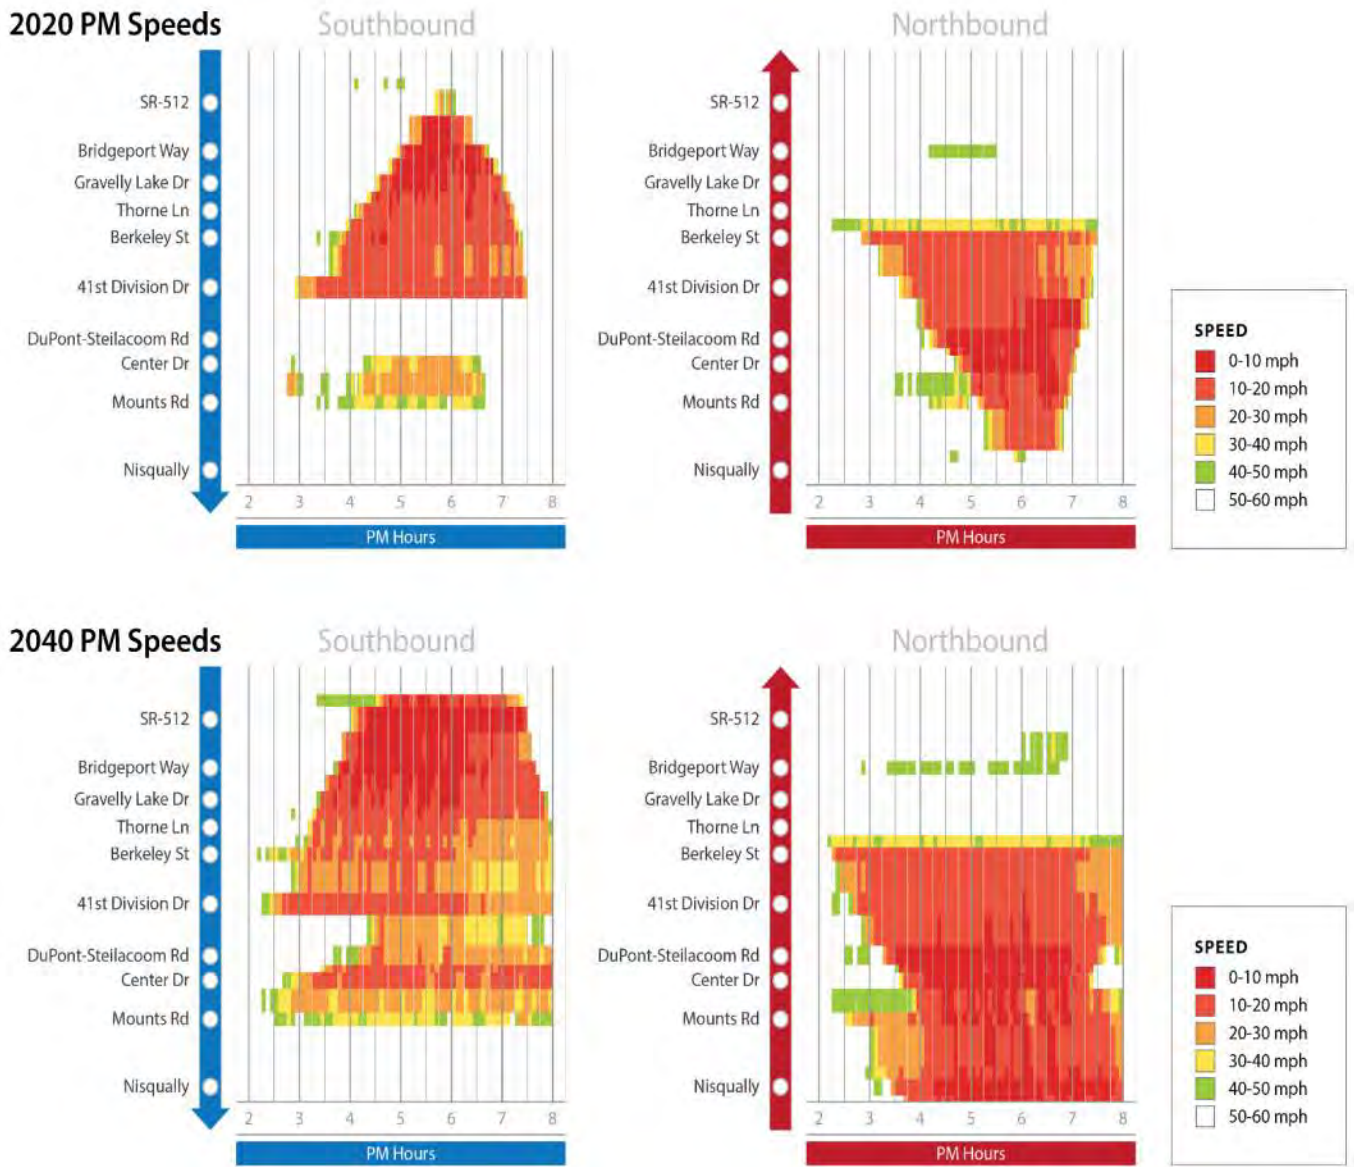 2020 PM Speeds
Southbound
Northbound
SR-512
Bridgeport Way
Gravelly Lake Dr
Thorne Ln
Berkeley St
41st Division Dr
DuPont-Steilacoom Rd
Center Dr
Mounts Rd
Nisqually
2 3 4 5 6 7 8
PM Hours
SR-512
Bridgeport Way
Gravelly Lake Dr
Thorne Ln
Berkeley St
41st Division Dr
DuPont-Steilacoom Rd
Center Dr
Mounts Rd
Nisqually
2 3 4 5 6 7 8
PM Hours
SPEED
0-10 mph
10-20 mph
20-30 mph
30-40 mph
40-50 mph
50-60 mph
2040 PM Speeds
Southbound
Northbound
SR-512
Bridgeport Way
Gravelly Lake Dr
Thorne Ln
Berkeley St
41st Division Dr
DuPont-Steilacoom Rd
Center Dr
Mounts Rd
Nisqually
2 3 4 5 6 7 8
PM Hours
SR-512
Bridgeport Way
Gravelly Lake Dr
Thorne Ln
Berkeley St
41st Division Dr
DuPont-Steilacoom Rd
Center Dr
Mounts Rd
Nisqually
2 3 4 5 6 7 8
PM Hours
SPEED
0-10 mph
10-20 mph
20-30 mph
30-40 mph
40-50 mph
50-60 mph